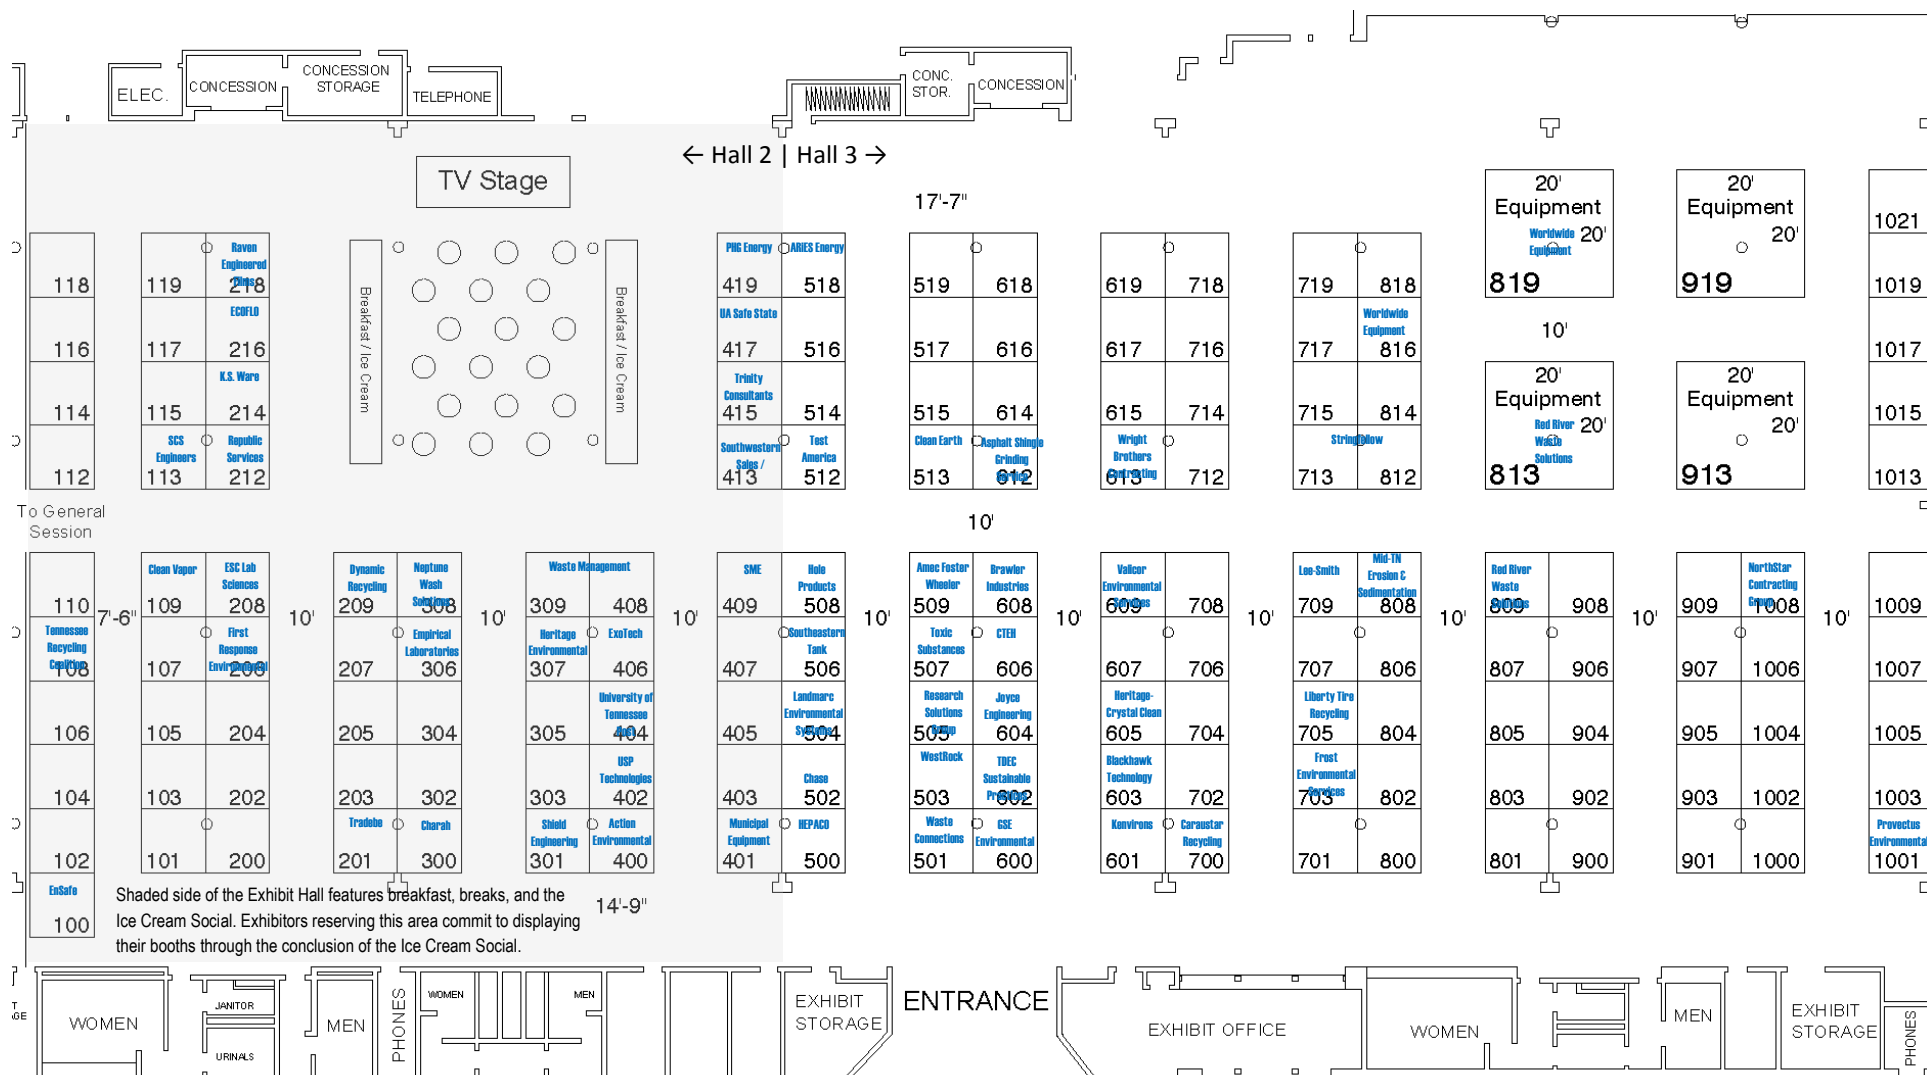 ELEC.
CONCESSION
CONCESSION
STORAGE
TELEPHONE
CONC.
STOR.
CONCESSION
← Hall 2 | Hall 3 →
TV Stage
17'-7"
Breakfast / Ice Cream
Breakfast / Ice Cream
20'
Equipment
Worldwide
Equipment
20'
819
20'
Equipment
20'
919
1021
118
119
Raven
Engineered
Films
218
PHG Energy
419
ARIES Energy
518
519
618
619
718
719
818
1019
116
117
ECOFLO
216
UA Safe State
417
516
517
616
617
716
717
Worldwide
Equipment
816
10'
1017
114
115
K.S. Ware
214
Trinity
Consultants
415
514
515
614
615
714
715
814
20'
Equipment
Red River
Waste
Solutions
20'
813
20'
Equipment
20'
913
1015
112
SCS
Engineers
113
Republic
Services
212
Southwestern
Sales /
413
Test
America
512
Clean Earth
513
Asphalt Shingle
Grinding
Service
612
Wright
Brothers
Contracting
613
712
Stringfellow
713
812
1013
To General
Session
10'
110
7'-6"
Clean Vapor
109
ESC Lab
Sciences
208
10'
Dynamic
Recycling
209
Neptune
Wash
Solutions
308
10'
Waste Management
309
408
10'
SME
409
Hole
Products
508
10'
Amec Foster
Wheeler
509
Brawler
Industries
608
10'
Valicor
Environmental
Services
609
708
10'
Lee-Smith
709
Mid-TN
Erosion &
Sedimentation
808
10'
Red River
Waste
Solutions
809
908
10'
909
NorthStar
Contracting
Group
1008
10'
1009
Tennessee
Recycling
Coalition
108
107
First
Response
Environmental
206
207
Empirical
Laboratories
306
Heritage
Environmental
307
ExoTech
406
407
Southeastern
Tank
506
Toxic
Substances
507
CTEH
606
607
706
707
806
807
906
907
1006
1007
106
105
204
205
304
305
University of
Tennessee
404
405
Landmarc
Environmental
Systems
504
Research
Solutions
Group
505
Joyce
Engineering
604
Heritage-
Crystal Clean
605
704
Liberty Tire
Recycling
705
804
805
904
905
1004
1005
104
103
202
203
302
303
USP
Technologies
402
403
Chase
502
WestRock
503
TDEC
Sustainable
Practices
602
Blackhawk
Technology
603
702
Frost
Environmental
Services
703
802
803
902
903
1002
1003
102
101
200
Tradebe
201
Charah
300
Shield
Engineering
301
Action
Environmental
400
Municipal
Equipment
401
HEPACO
500
Waste
Connections
501
GSE
Environmental
600
Kenvirons
601
Caraustar
Recycling
700
701
800
801
900
901
1000
Provectus
Environmental
1001
EnSafe
100
Shaded side of the Exhibit Hall features breakfast, breaks, and the
Ice Cream Social. Exhibitors reserving this area commit to displaying
their booths through the conclusion of the Ice Cream Social.
14'-9"
WOMEN
JANITOR
URINALS
MEN
PHONES
WOMEN
MEN
EXHIBIT
STORAGE
ENTRANCE
EXHIBIT OFFICE
WOMEN
MEN
EXHIBIT
STORAGE
PHONES